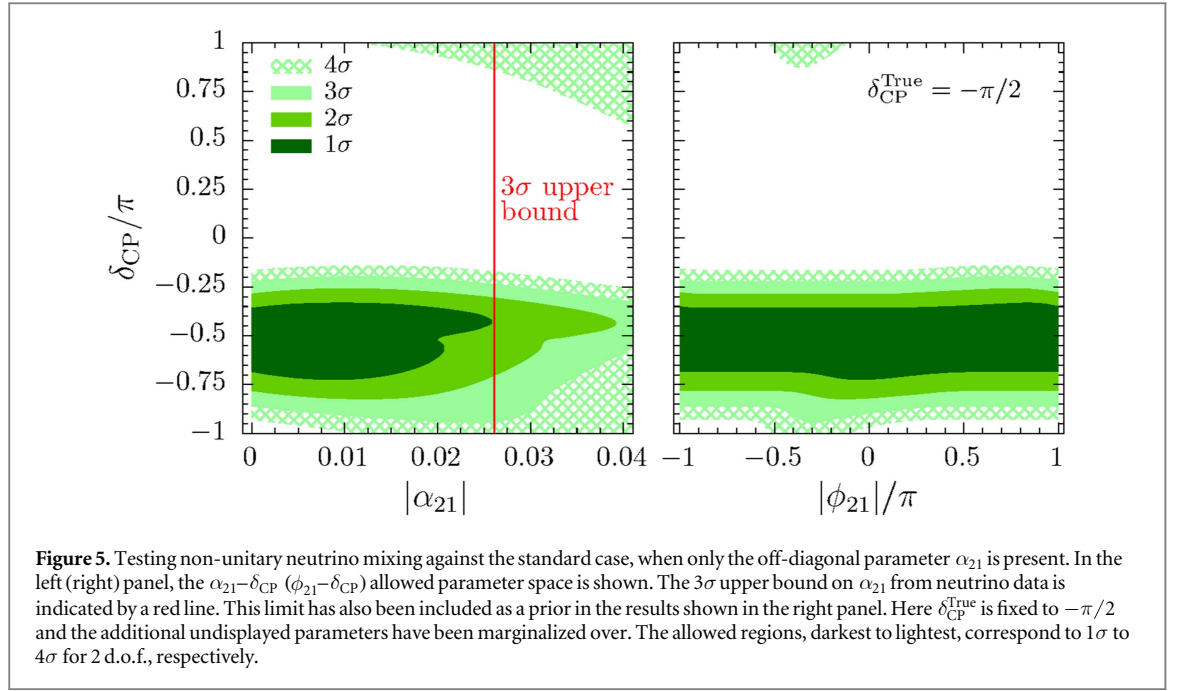 1
0.75
0.5
0.25
0
−0.25
−0.5
−0.75
−1
δCP/π
4σ
3σ
2σ
1σ
3σ upper
bound
δCP^True = −π/2
0 0.01 0.02 0.03 0.04
|α21|
−1 −0.5 0 0.5 1
|ϕ21|/π
Figure 5. Testing non-unitary neutrino mixing against the standard case, when only the off-diagonal parameter α21 is present. In the
left (right) panel, the α21–δCP (ϕ21–δCP) allowed parameter space is shown. The 3σ upper bound on α21 from neutrino data is
indicated by a red line. This limit has also been included as a prior in the results shown in the right panel. Here δCP^True is fixed to −π/2
and the additional undisplayed parameters have been marginalized over. The allowed regions, darkest to lightest, correspond to 1σ to
4σ for 2 d.o.f., respectively.